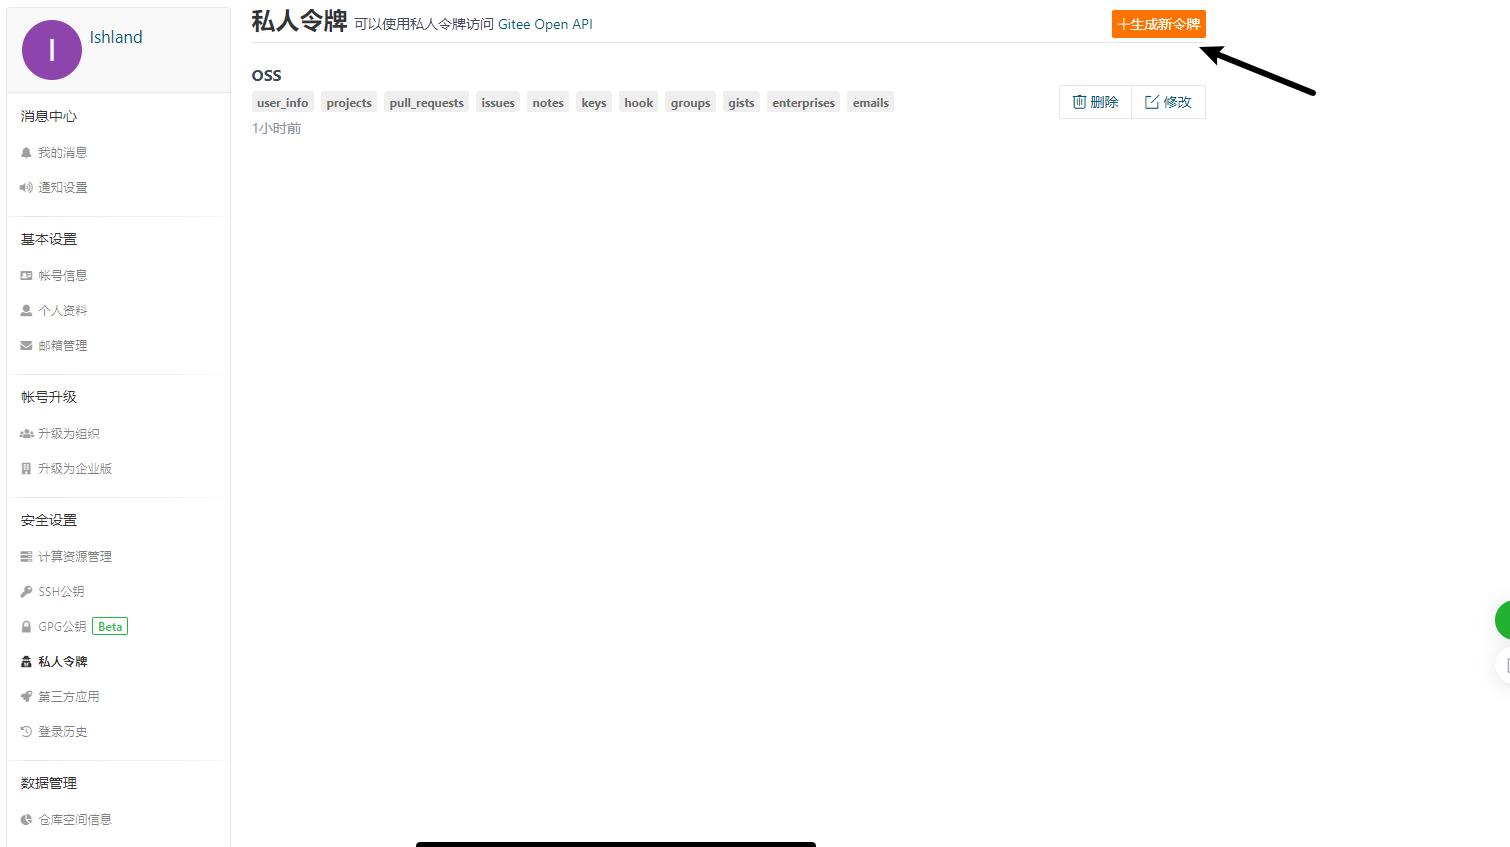 I
Ishland
消息中心
我的消息
通知设置
基本设置
帐号信息
个人资料
邮箱管理
帐号升级
升级为组织
升级为企业版
安全设置
计算资源管理
SSH公钥
GPG公钥 Beta
私人令牌
第三方应用
登录历史
数据管理
仓库空间信息
私人令牌 可以使用私人令牌访问 Gitee Open API
+生成新令牌
OSS
user_info projects pull_requests issues notes keys hook groups gists enterprises emails
删除 修改
1小时前